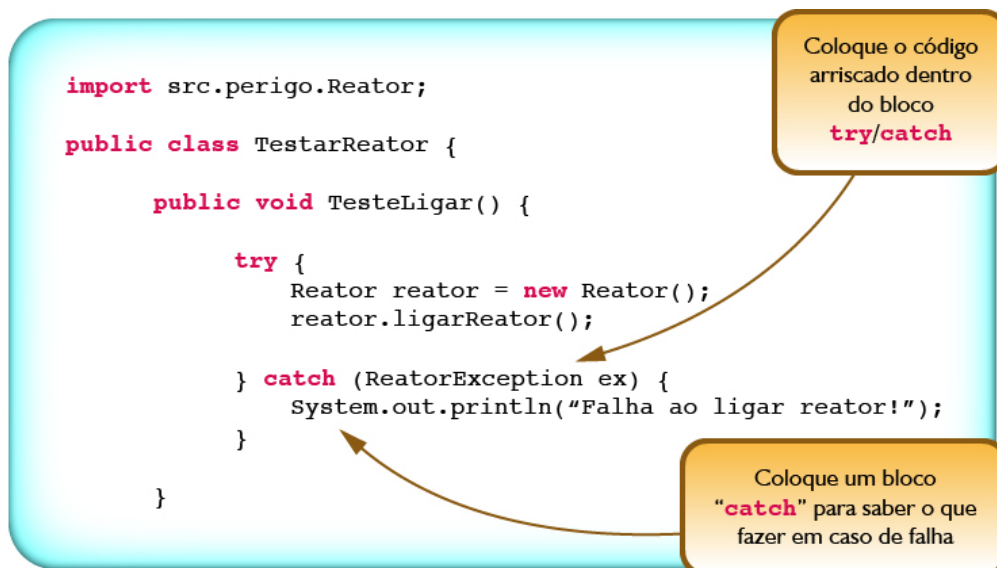 import src.perigo.Reator;
public class TestarReator {
public void TesteLigar() {
try {
Reator reator = new Reator();
reator.ligarReator();
} catch (ReatorException ex) {
System.out.println(“Falha ao ligar reator!”);
}
}
Coloque o código
arriscado dentro
do bloco
try/catch
Coloque um bloco
“catch” para saber o que
fazer em caso de falha